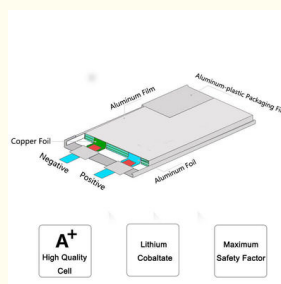 Aluminum Film
Aluminum-plastic Packaging
Copper Foil
Negative
Positive
Aluminum Foil
A+
High Quality
Cell
Lithium
Cobaltate
Maximum
Safety Factor